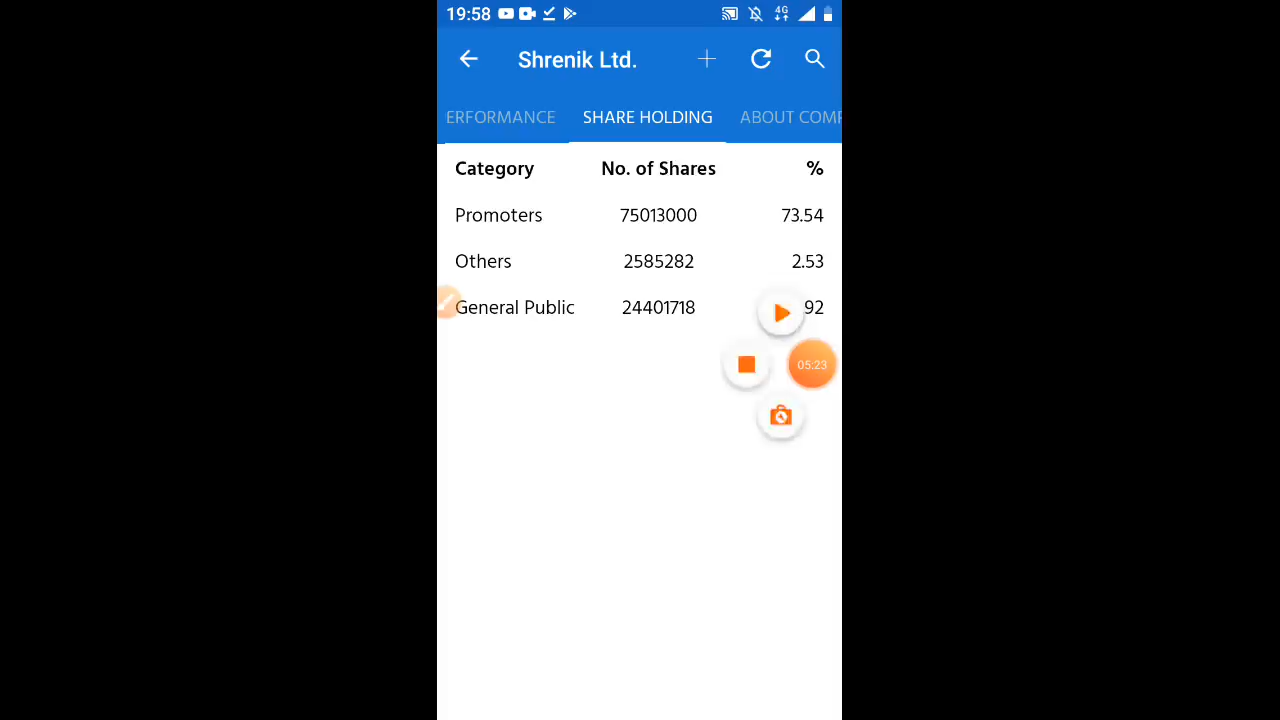 19:58 4G
Shrenik Ltd.
ERFORMANCE SHARE HOLDING ABOUT COMP
Category No. of Shares %
Promoters 75013000 73.54
Others 2585282 2.53
General Public 24401718 92
05:23